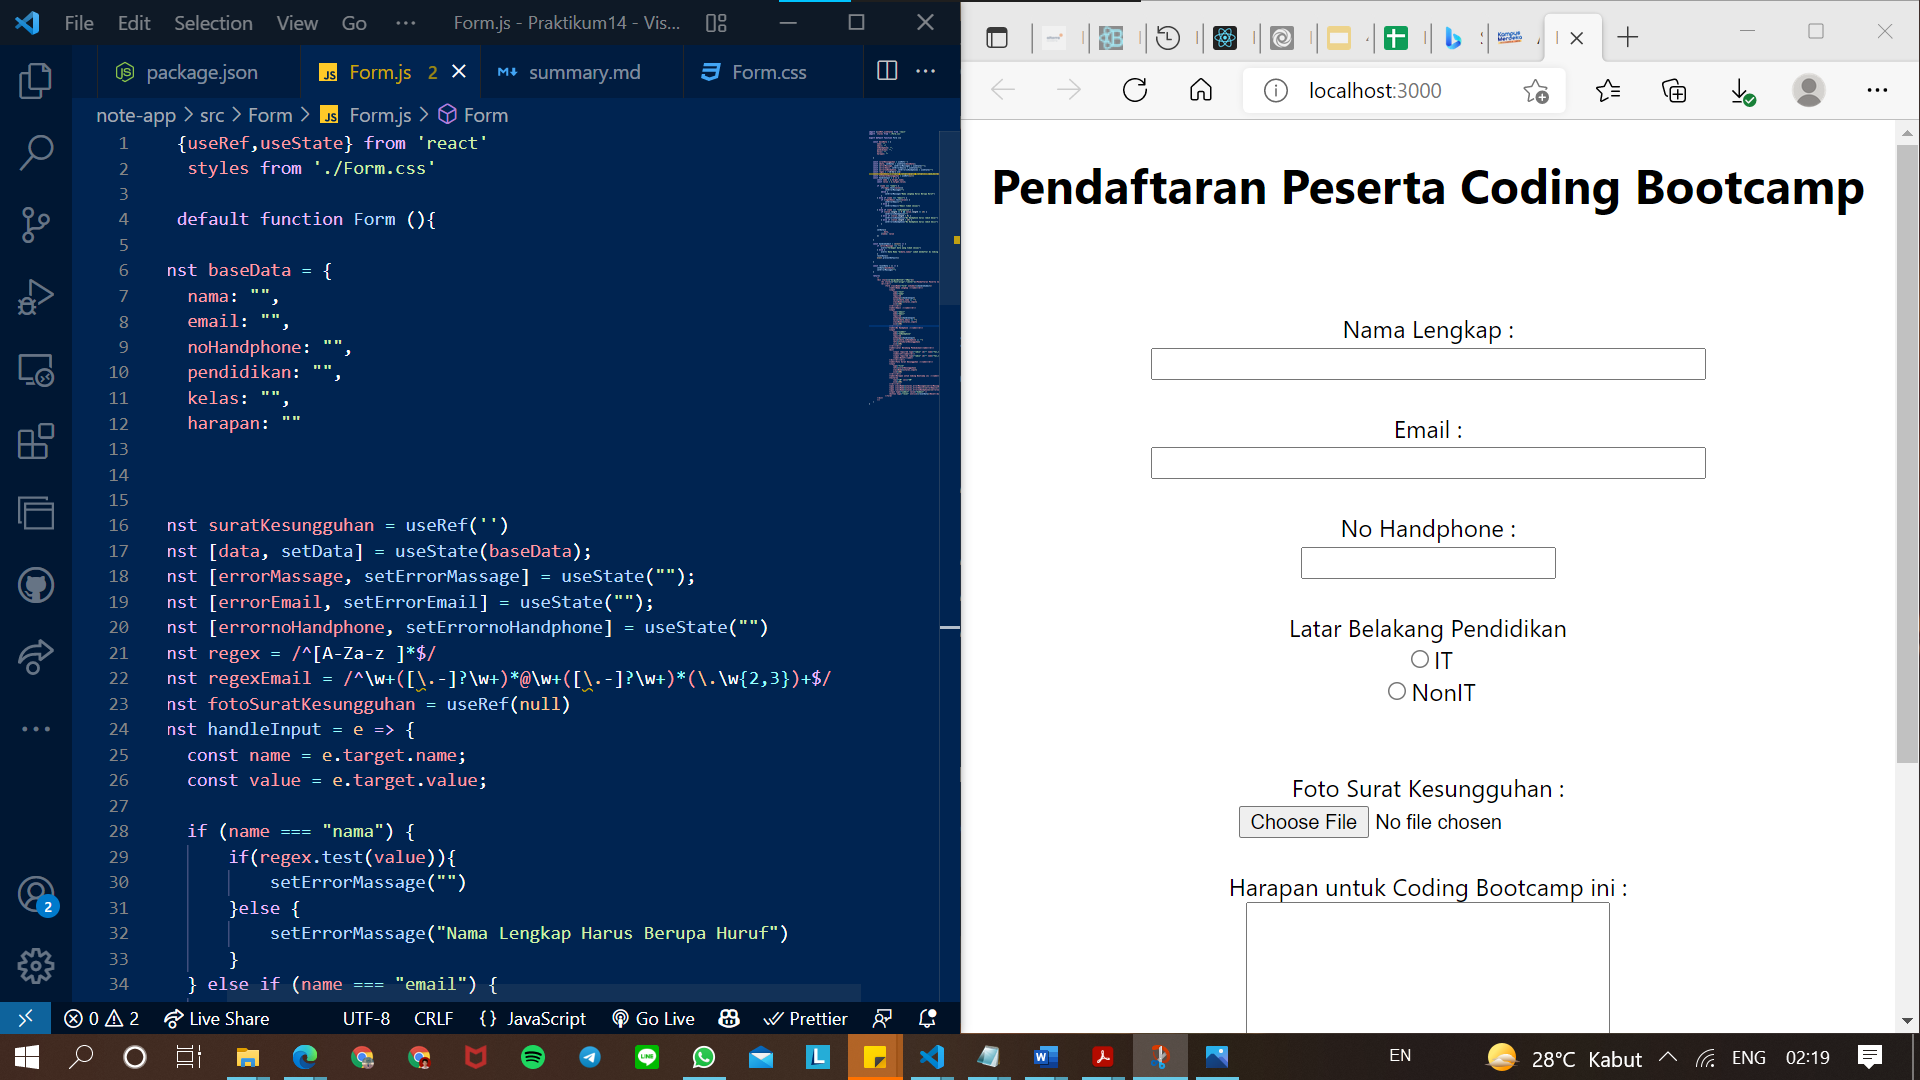 File Edit Selection View Go ··· Form.js - Praktikum14 - Vis...
package.json
JS Form.js 2
summary.md
Form.css
note-app > src > Form > JS Form.js > Form
1 {useRef,useState} from 'react'
2 styles from './Form.css'
3
4 default function Form (){
5
6 nst baseData = {
7 nama: "",
8 email: "",
9 noHandphone: "",
10 pendidikan: "",
11 kelas: "",
12 harapan: ""
13
14
15
16 nst suratKesungguhan = useRef('')
17 nst [data, setData] = useState(baseData);
18 nst [errorMassage, setErrorMassage] = useState("");
19 nst [errorEmail, setErrorEmail] = useState("");
20 nst [errornoHandphone, setErrornoHandphone] = useState("")
21 nst regex = /^[A-Za-z ]*$/
22 nst regexEmail = /^\w+([\.-]?\w+)*@\w+([\.-]?\w+)*(\.\w{2,3})+$/
23 nst fotoSuratKesungguhan = useRef(null)
24 nst handleInput = e => {
25 const name = e.target.name;
26 const value = e.target.value;
27
28 if (name === "nama") {
29 if(regex.test(value)){
30 setErrorMassage("")
31 }else {
32 setErrorMassage("Nama Lengkap Harus Berupa Huruf")
33 }
34 } else if (name === "email") {
2
0 2 Live Share UTF-8 CRLF {} JavaScript Go Live Prettier
localhost:3000
Pendaftaran Peserta Coding Bootcamp
Nama Lengkap :
Email :
No Handphone :
Latar Belakang Pendidikan
IT
NonIT
Foto Surat Kesungguhan :
Choose File No file chosen
Harapan untuk Coding Bootcamp ini :
EN 28°C Kabut ENG 02:19